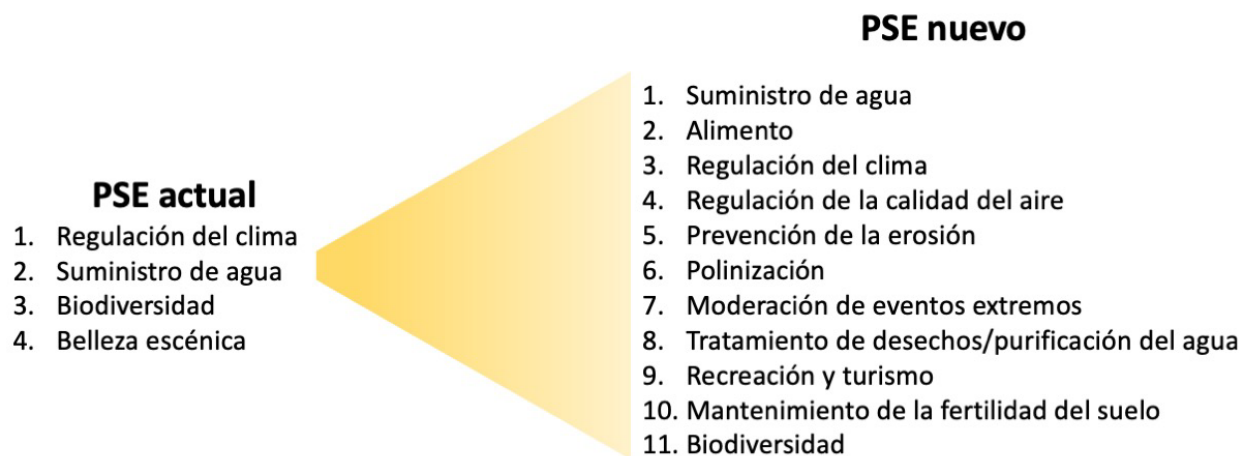 PSE actual
1. Regulación del clima
2. Suministro de agua
3. Biodiversidad
4. Belleza escénica
PSE nuevo
1. Suministro de agua
2. Alimento
3. Regulación del clima
4. Regulación de la calidad del aire
5. Prevención de la erosión
6. Polinización
7. Moderación de eventos extremos
8. Tratamiento de desechos/purificación del agua
9. Recreación y turismo
10. Mantenimiento de la fertilidad del suelo
11. Biodiversidad